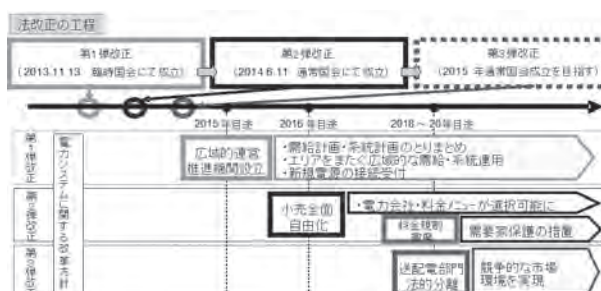 法改正の工程
第1弾改正
(2013.11.13 臨時国会にて成立)
第2弾改正
(2014.6.11 通常国会にて成立)
第3弾改正
(2015 年通常国会成立を目指す)
2015年目途
2016年目途
2018～20年目途
第1弾改正
電力システムに関する改革方針
広域的運営
推進機関設立
・需給計画・系統計画のとりまとめ
・エリアをまたぐ広域的な需給・系統運用
・新規電源の接続受付
第2弾改正
小売全面
自由化
・電力会社・料金メニューが選択可能に
料金規制
需要家保護の措置
第3弾改正
送配電部門
法的分離
競争的な市場
環境を実現